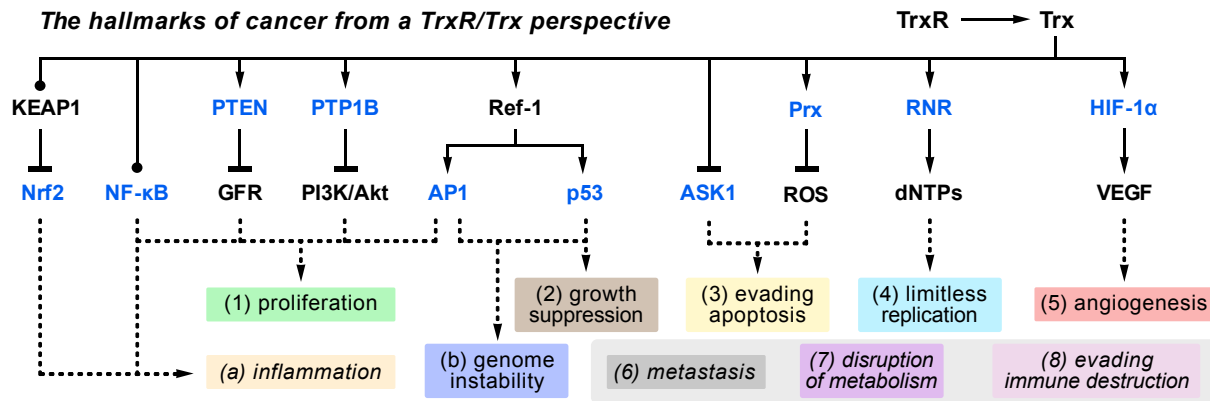 The hallmarks of cancer from a TrxR/Trx perspective
TrxR Trx
KEAP1 PTEN PTP1B Ref-1 Prx RNR HIF-1α
Nrf2 NF-κB GFR PI3K/Akt AP1 p53 ASK1 ROS dNTPs VEGF
(1) proliferation
(2) growth
suppression
(3) evading
apoptosis
(4) limitless
replication
(5) angiogenesis
(a) inflammation
(b) genome
instability
(6) metastasis
(7) disruption
of metabolism
(8) evading
immune destruction